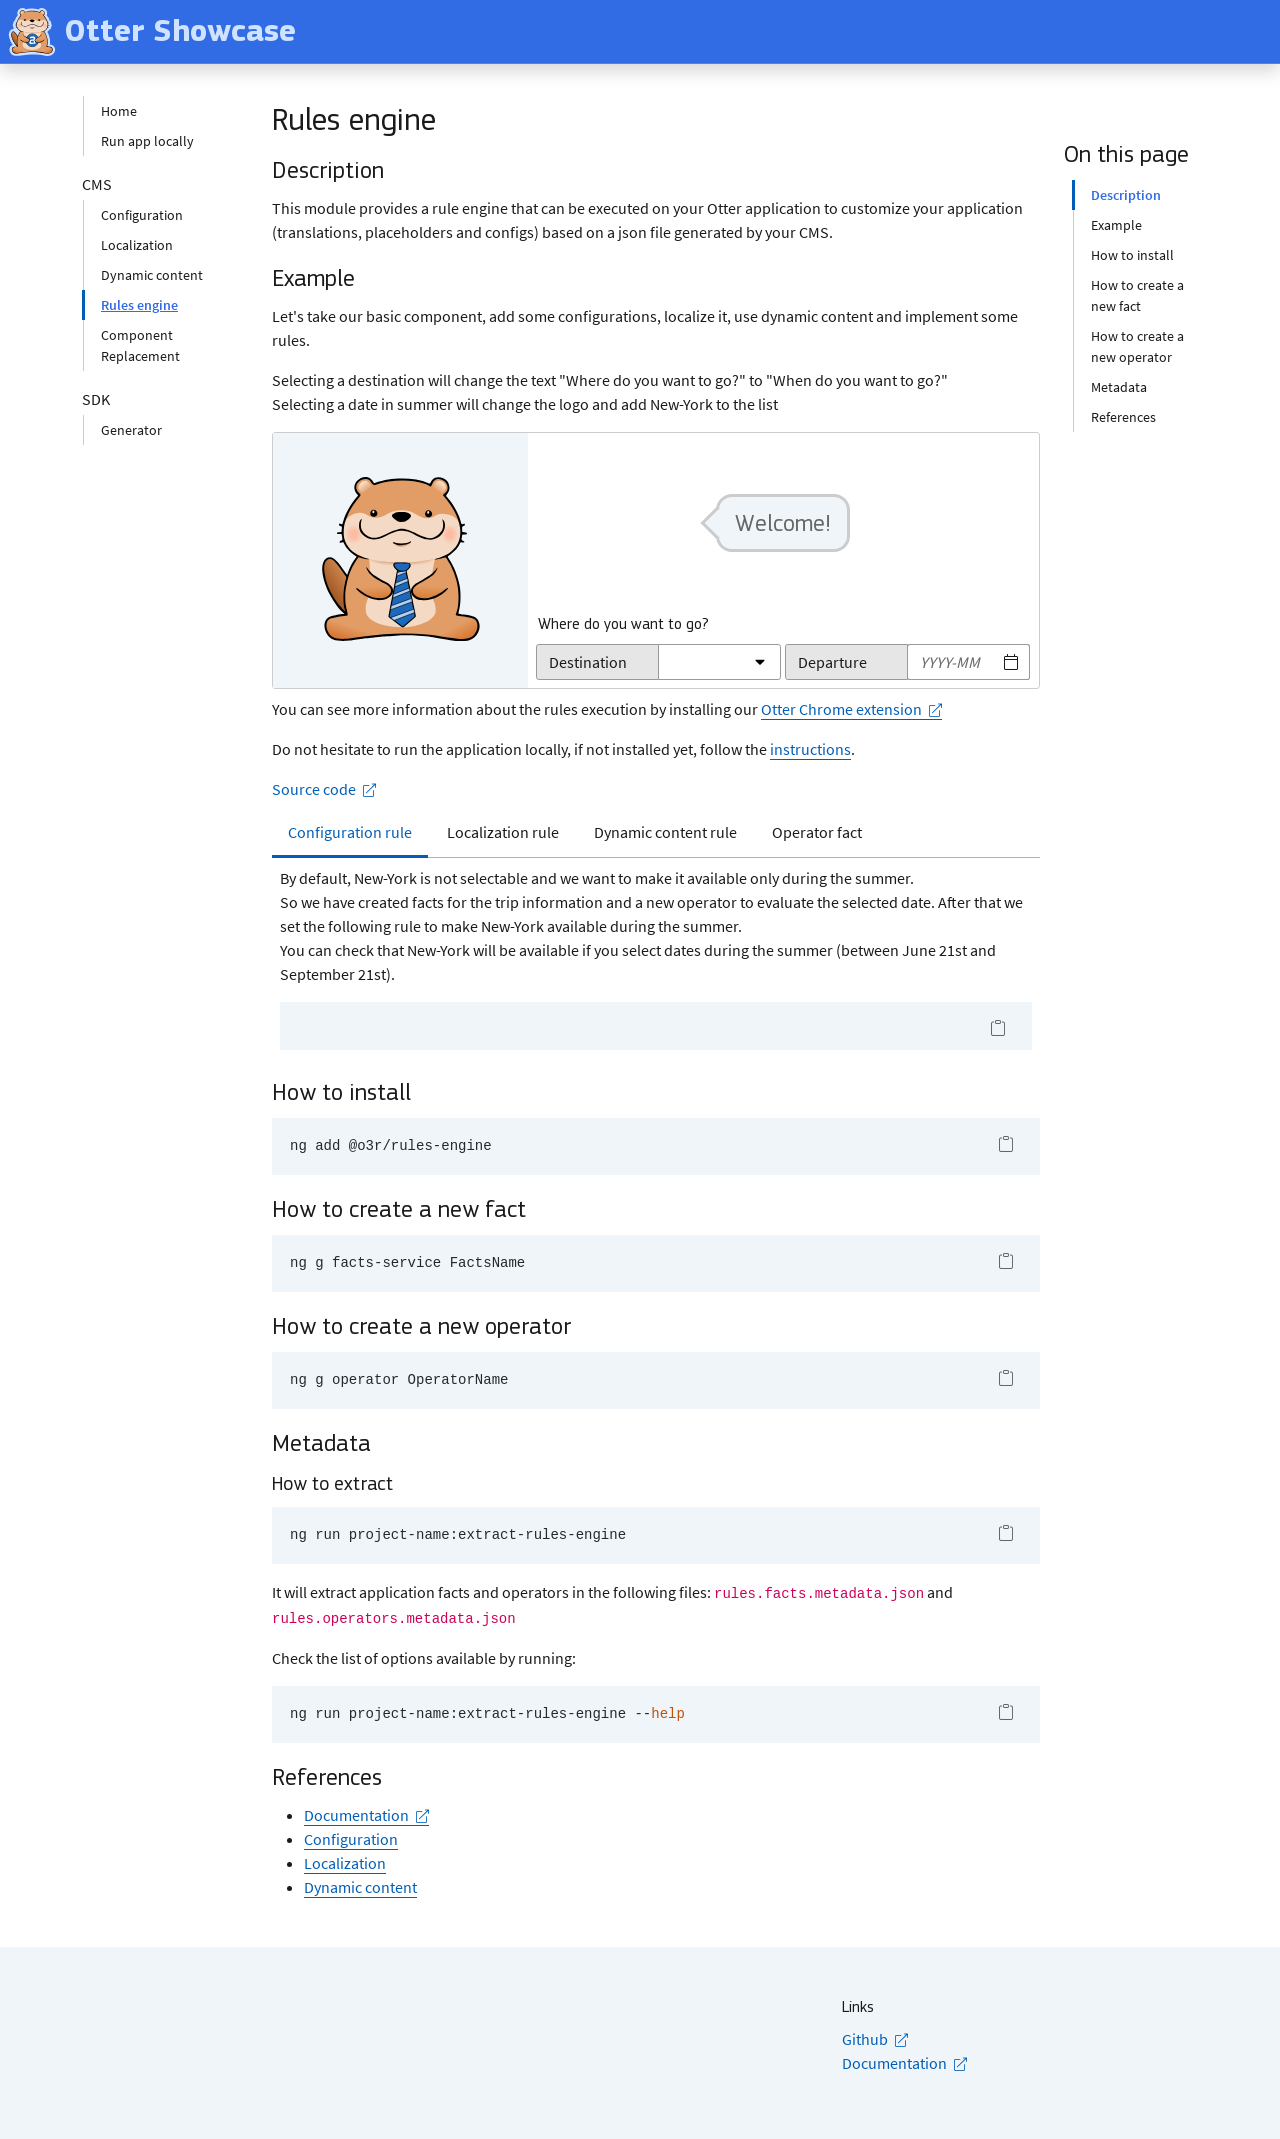 Otter Showcase
Home
Run app locally
CMS
Configuration
Localization
Dynamic content
Rules engine
Component
Replacement
SDK
Generator
Rules engine
Description
This module provides a rule engine that can be executed on your Otter application to customize your application
(translations, placeholders and configs) based on a json file generated by your CMS.
Example
Let's take our basic component, add some configurations, localize it, use dynamic content and implement some
rules.
Selecting a destination will change the text "Where do you want to go?" to "When do you want to go?"
Selecting a date in summer will change the logo and add New-York to the list
Welcome!
Where do you want to go?
Destination
Departure
YYYY-MM
You can see more information about the rules execution by installing our Otter Chrome extension
Do not hesitate to run the application locally, if not installed yet, follow the instructions.
Source code
Configuration rule
Localization rule
Dynamic content rule
Operator fact
By default, New-York is not selectable and we want to make it available only during the summer.
So we have created facts for the trip information and a new operator to evaluate the selected date. After that we
set the following rule to make New-York available during the summer.
You can check that New-York will be available if you select dates during the summer (between June 21st and
September 21st).
How to install
ng add @o3r/rules-engine
How to create a new fact
ng g facts-service FactsName
How to create a new operator
ng g operator OperatorName
Metadata
How to extract
ng run project-name:extract-rules-engine
It will extract application facts and operators in the following files: rules.facts.metadata.json and
rules.operators.metadata.json
Check the list of options available by running:
ng run project-name:extract-rules-engine --help
References
Documentation
Configuration
Localization
Dynamic content
On this page
Description
Example
How to install
How to create a
new fact
How to create a
new operator
Metadata
References
Links
Github
Documentation